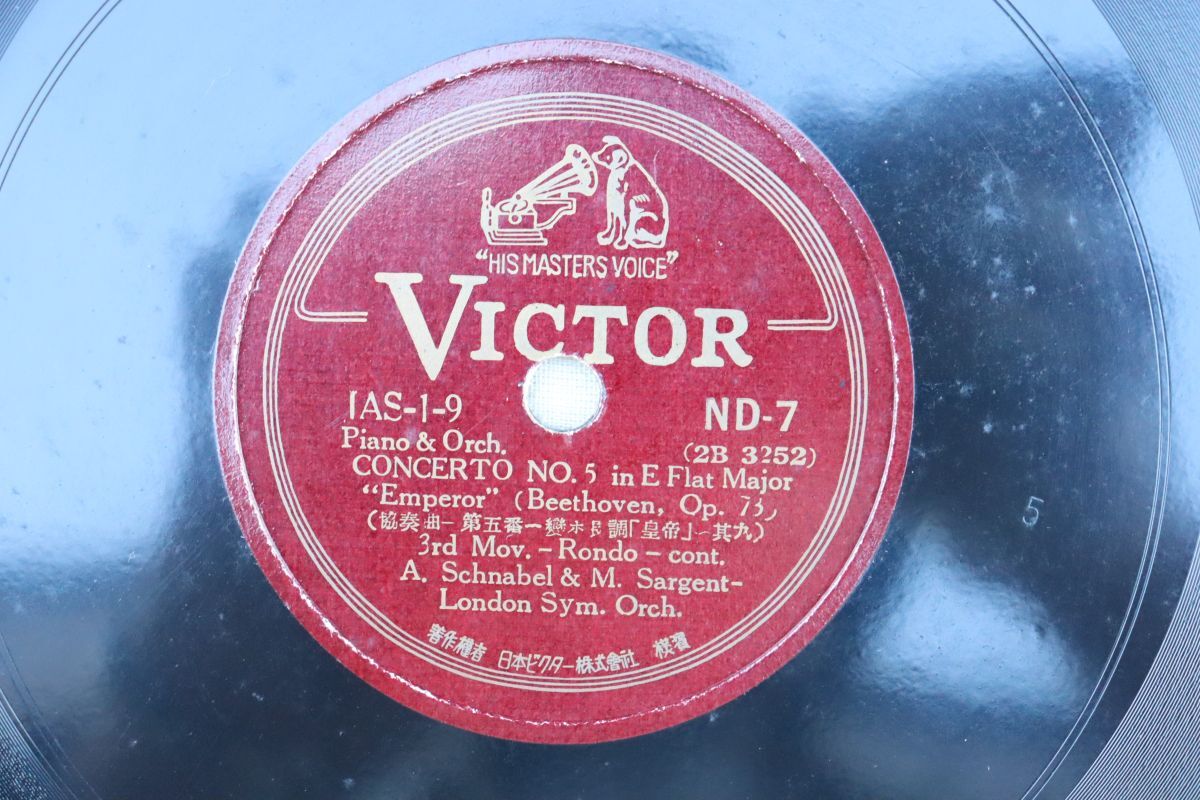 "HIS MASTERS VOICE"
VICTOR
JAS-1-9 ND-7
Piano & Orch. (2B 3252)
CONCERTO NO. 5 in E Flat Major
"Emperor" (Beethoven, Op. 73)
(協奏曲－第五番－變ホ長調「皇帝」－其九)
3rd Mov. - Rondo - cont.
A. Schnabel & M. Sargent-
London Sym. Orch.
著作權者 日本ビクター株式會社 橫濱
5